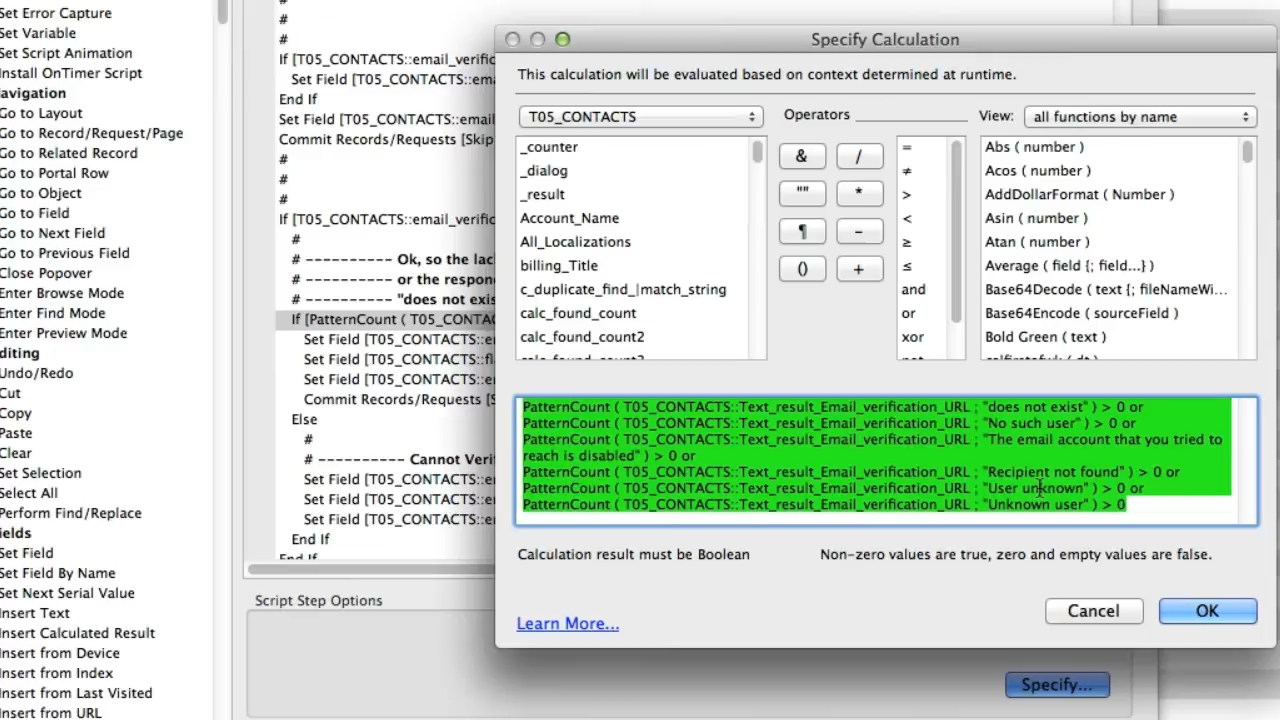 Set Error Capture
Set Variable
Set Script Animation
Install OnTimer Script
avigation
Go to Layout
Go to Record/Request/Page
Go to Related Record
Go to Portal Row
Go to Object
Go to Field
Go to Next Field
Go to Previous Field
Close Popover
Enter Browse Mode
Enter Find Mode
Enter Preview Mode
diting
Undo/Redo
Cut
Copy
Paste
Clear
Set Selection
Select All
Perform Find/Replace
ields
Set Field
Set Field By Name
Set Next Serial Value
Insert Text
Insert Calculated Result
Insert from Device
Insert from Index
Insert from Last Visited
Insert from URL
#
#
#
If [T05_CONTACTS::email_verific
Set Field [T05_CONTACTS::ema
End If
Set Field [T05_CONTACTS::email
Commit Records/Requests [Skip
#
#
#
If [T05_CONTACTS::email_verific
#
# ---------- Ok, so the lac
# ---------- or the respon
# ---------- "does not exis
If [PatternCount ( T05_CONTAC
Set Field [T05_CONTACTS::e
Set Field [T05_CONTACTS::fl
Set Field [T05_CONTACTS::e
Commit Records/Requests [S
Else
#
# ---------- Cannot Verif
Set Field [T05_CONTACTS::e
Set Field [T05_CONTACTS::e
Set Field [T05_CONTACTS::e
End If
End If
Script Step Options
Specify...
Specify Calculation
This calculation will be evaluated based on context determined at runtime.
T05_CONTACTS
_counter
_dialog
_result
Account_Name
All_Localizations
billing_Title
c_duplicate_find_|match_string
calc_found_count
calc_found_count2
calc_found_count3
Operators
& /
"" *
¶ -
() +
=
≠
>
<
≥
≤
and
or
xor
not
View: all functions by name
Abs ( number )
Acos ( number )
AddDollarFormat ( Number )
Asin ( number )
Atan ( number )
Average ( field {; field...} )
Base64Decode ( text {; fileNameWi...
Base64Encode ( sourceField )
Bold Green ( text )
PatternCount ( T05_CONTACTS::Text_result_Email_verification_URL ; "does not exist" ) > 0 or
PatternCount ( T05_CONTACTS::Text_result_Email_verification_URL ; "No such user" ) > 0 or
PatternCount ( T05_CONTACTS::Text_result_Email_verification_URL ; "The email account that you tried to
reach is disabled" ) > 0 or
PatternCount ( T05_CONTACTS::Text_result_Email_verification_URL ; "Recipient not found" ) > 0 or
PatternCount ( T05_CONTACTS::Text_result_Email_verification_URL ; "User unknown" ) > 0 or
PatternCount ( T05_CONTACTS::Text_result_Email_verification_URL ; "Unknown user" ) > 0
Calculation result must be Boolean
Non-zero values are true, zero and empty values are false.
Learn More...
Cancel
OK